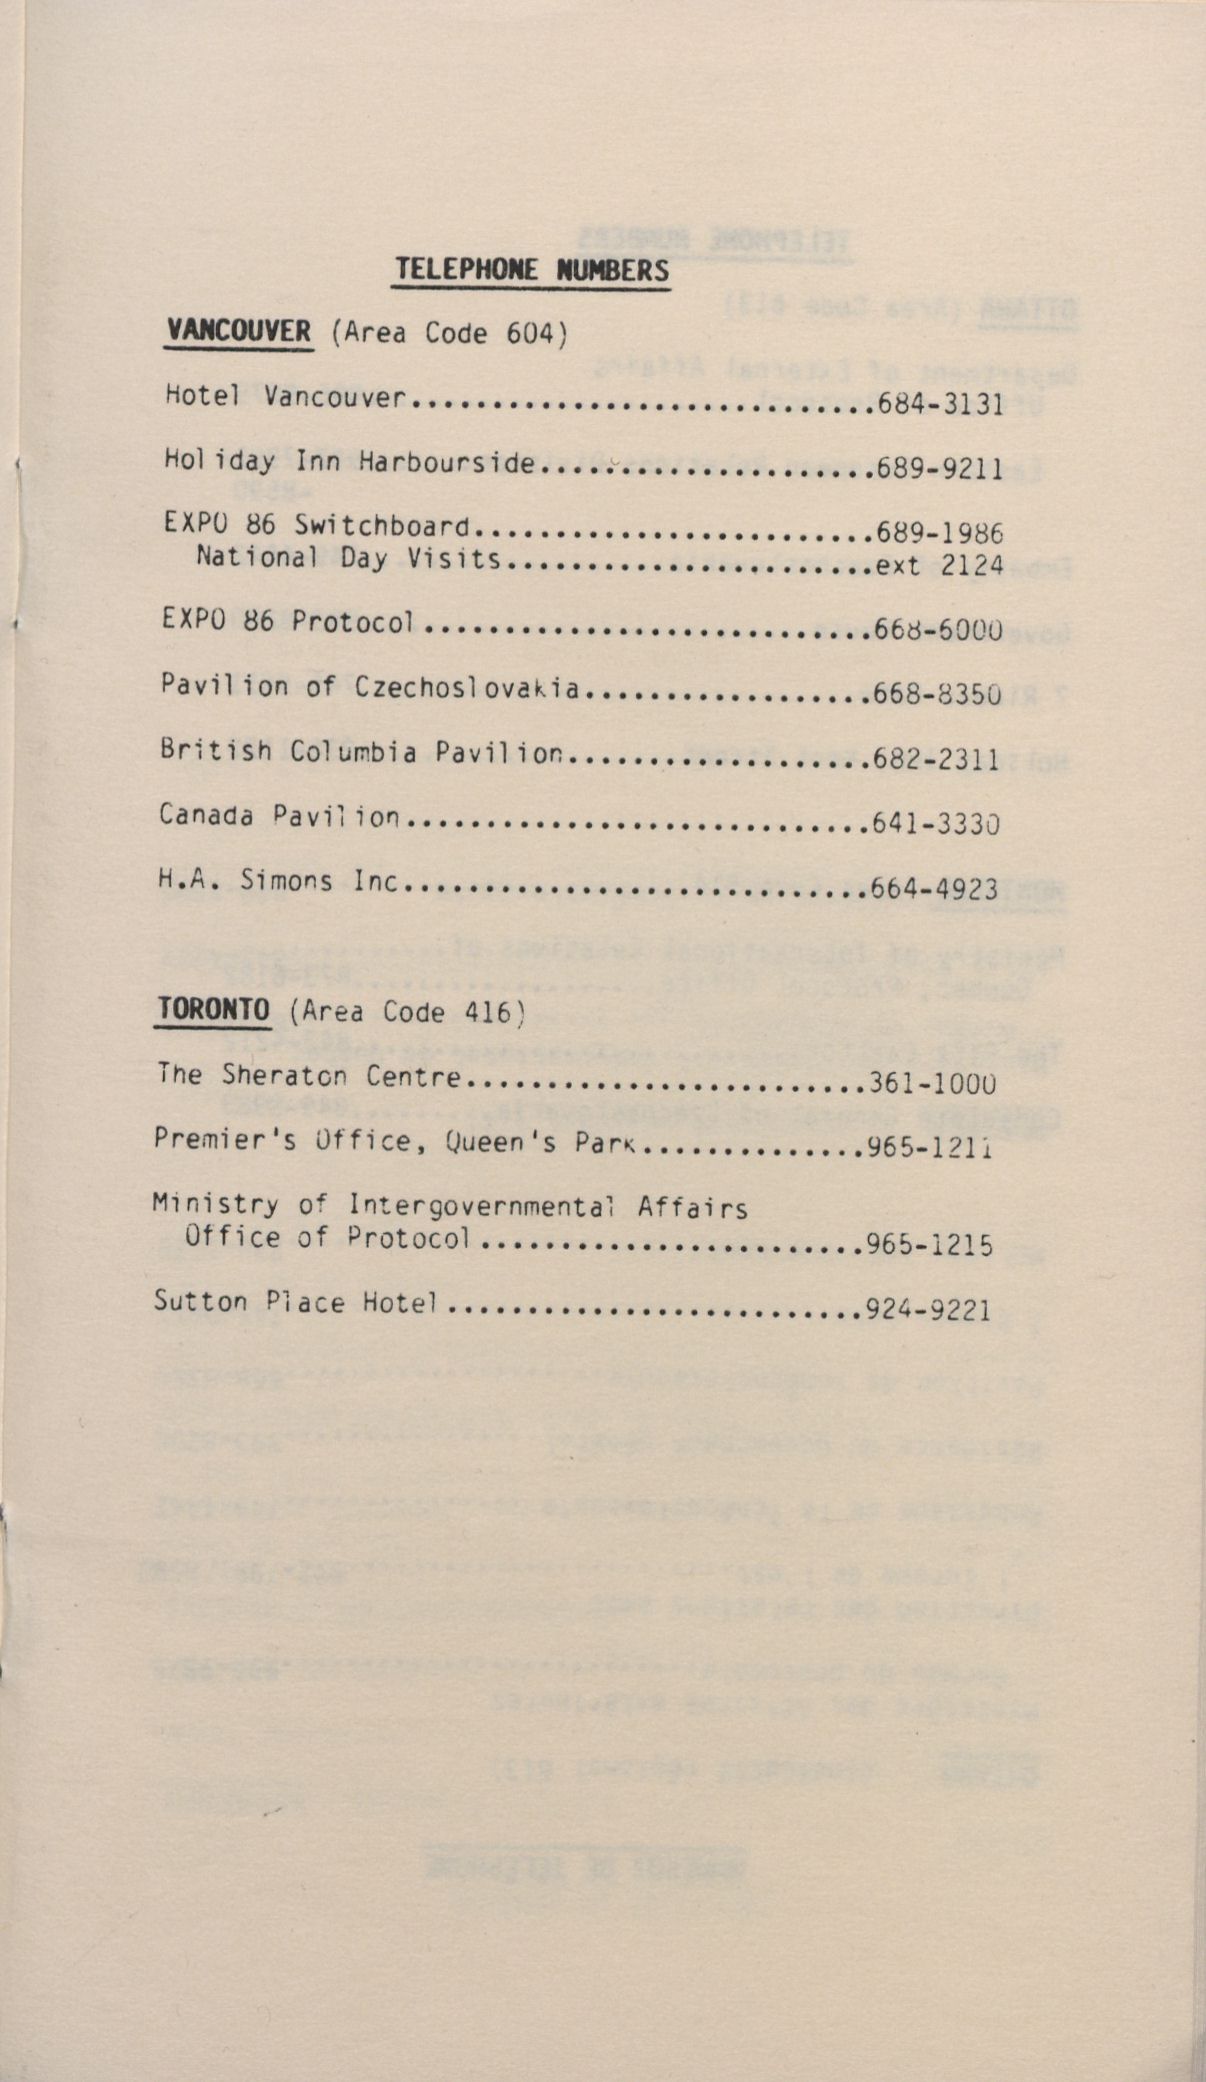 TELEPHONE NUMBERS
VANCOUVER (Area Code 604)
Hotel Vancouver.............................684-3131
Holiday Inn Harbourside.....................689-9211
EXPO 86 Switchboard.........................689-1986
National Day Visits.......................ext 2124
EXPO 86 Protocol............................668-6000
Pavilion of Czechoslovakia..................668-8350
British Columbia Pavilion...................682-2311
Canada Pavilion.............................641-3330
H.A. Simons Inc.............................664-4923
TORONTO (Area Code 416)
The Sheraton Centre.........................361-1000
Premier's Office, Queen's Park..............965-1211
Ministry of Intergovernmental Affairs
Office of Protocol........................965-1215
Sutton Place Hotel..........................924-9221